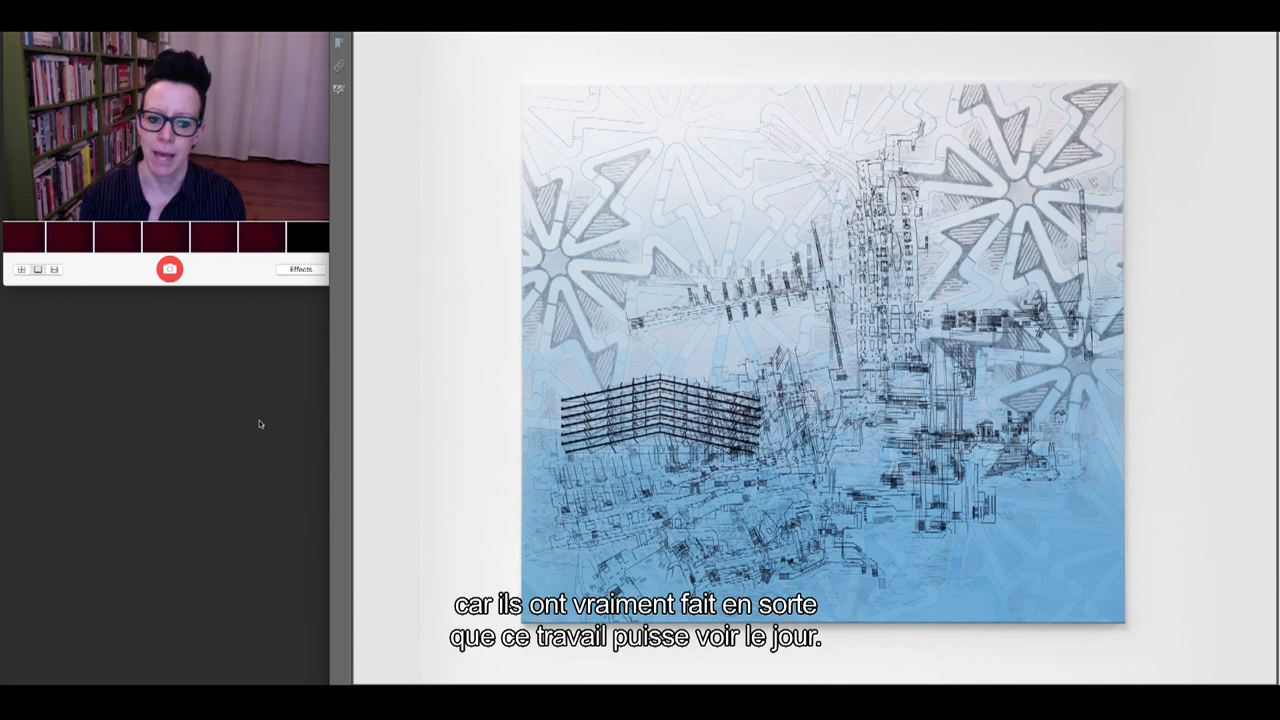 Effects
car ils ont vraiment fait en sorte
que ce travail puisse voir le jour.